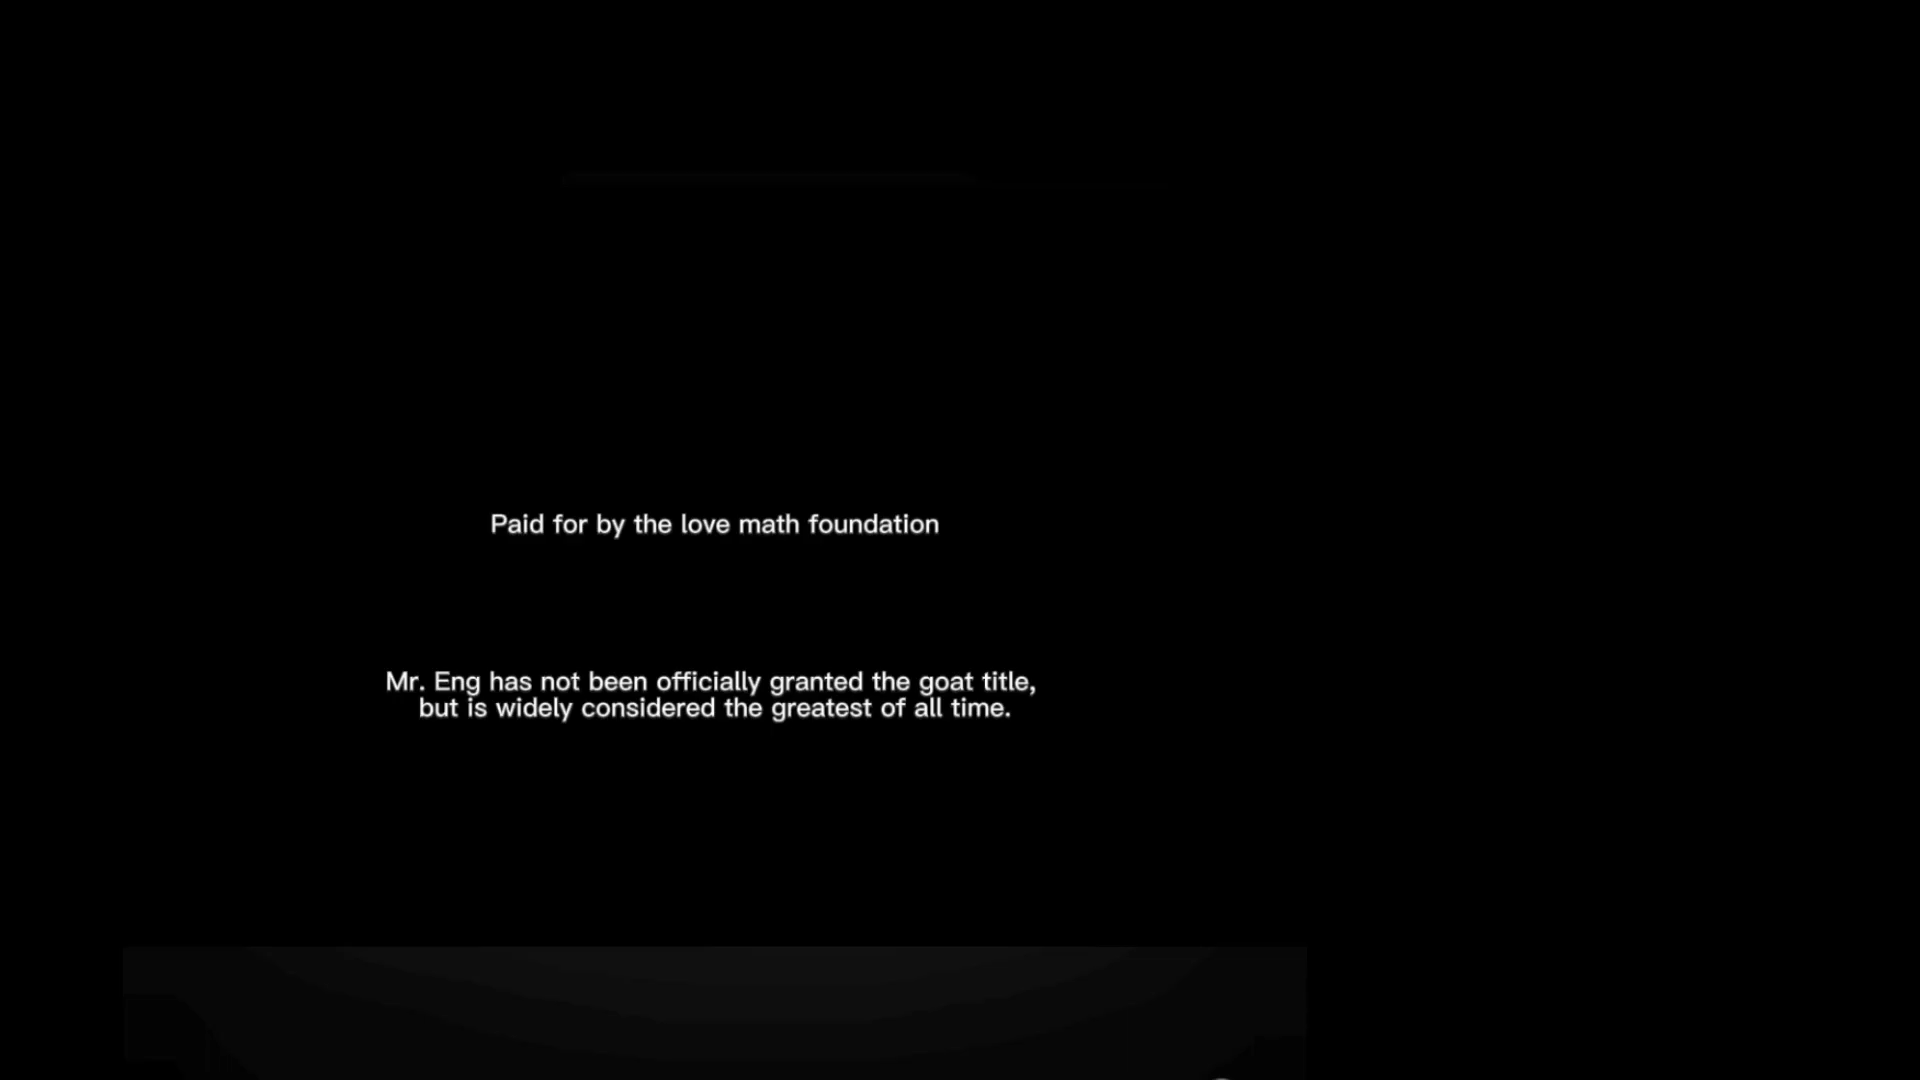 Paid for by the love math foundation
Mr. Eng has not been officially granted the goat title,
but is widely considered the greatest of all time.